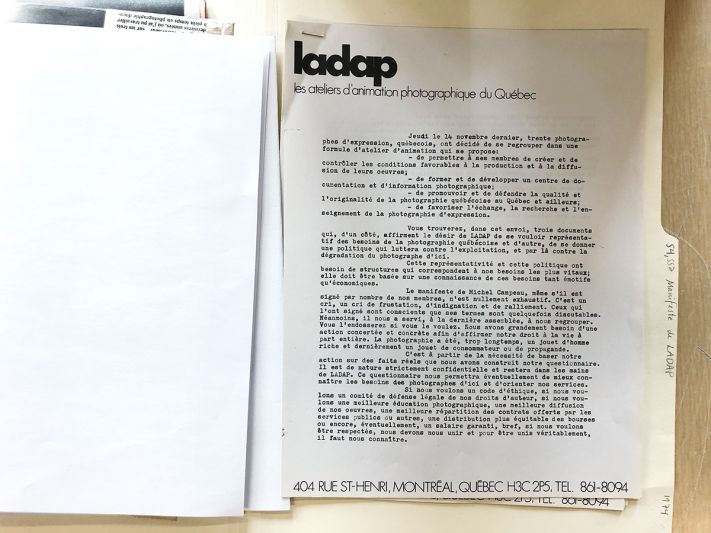 dernières années, où j'ai pu travailler
à plein temps en photographie
ladap
les ateliers d'animation photographique du Québec
Jeudi le 14 novembre dernier, trente photogra-
phes d'expression, québecois, ont décidé de se regrouper dans une
formule d'atelier d'animation qui se propose:
- de permettre à ses membres de créer et de
contrôler les conditions favorables à la production et à la diffu-
sion de leurs oeuvres;
- de former et de développer un centre de do-
cunentation et d'information photographique;
- de promouvoir et de défendre la qualité et
l'originalité de la photographie québécoise au Québec et ailleurs;
- de favoriser l'échange, la recherche et l'en-
seignement de la photographie d'expression.
Vous trouverez, dans cet envoi, trois documents
qui, d'un côté, affirment le désir de LADAP de se vouloir représenta-
tif des besoins de la photographie québécoise et d'autre, de se donner
une politique qui luttera contre l'exploitation, et par là contre la
dégradation du photographe d'ici.
Cette représentativité et cette politique ont
besoin de structures qui correspondent à nos besoins les plus vitaux;
elle doit être basée sur une connaissance de ces besoins tant émotifs
qu'économiques.
Le manifeste de Michel Campeau, même s'il est
signé par nombre de nos membres, n'est nullement exhaustif. C'est un
cri, un cri de frustation, d'indignation et de ralliement. Ceux qui
l'ont signé sont conscients que ses termes sont quelquefois discutables.
Néanmoins, il nous a servi, à la dernière assemblée, à nous regrouper.
Vous l'endosserez si vous le voulez. Nous avons grandement besoin d'une
action concertée et concrète afin d'affirmer notre droit à la vie à
part entière. La photographie a été, trop longtemps, un jouet d'homme
riche et dernièrement un jouet de consommateur ou de propagande.
C'est à partir de la nécessité de baser notre
action sur des faits réels que nous avons construit notre questionnaire.
Il est de nature strictement confidentielle et restera dans les mains
de LADAP. Ce questionnaire nous permettra éventuellement de mieux con-
naître les besoins des photographes d'ici et d'orienter nos services.
Si nous voulons un code d'éthique, si nous vou-
lons un comité de défense légale de nos droits d'auteur, si nous vou-
lons une meilleure éducation photographique, une meilleure diffusion
de nos oeuvres, une meilleure répartition des contrats offerts par les
services publics ou autres, une distribution plus équitable des bourses
ou encore, éventuellement, un salaire garanti, bref, si nous voulons
être respectés, nous devons nous unir et pour être unis véritablement,
il faut nous connaître.
404 RUE ST-HENRI, MONTRÉAL, QUÉBEC H3C 2P5, TEL. 861-8094
TEL. 861-8094
Manifeste de LADAP
1974